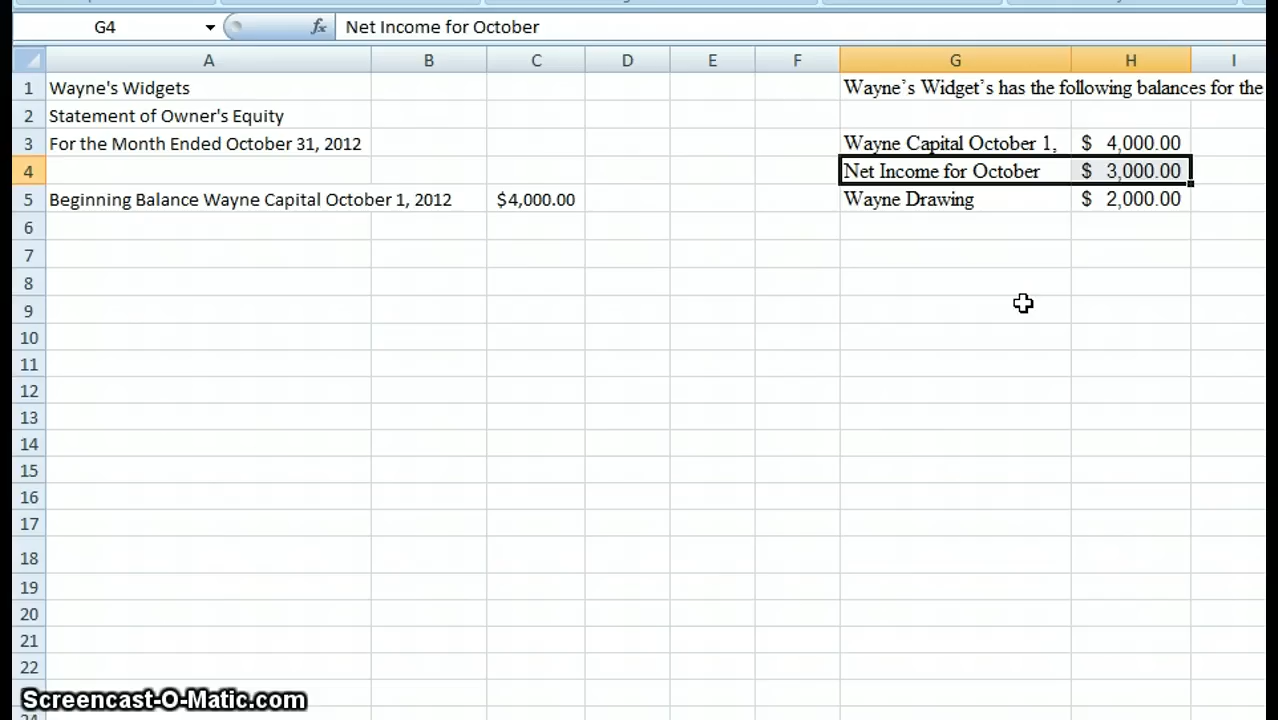 G4 fx Net Income for October
A B C D E F G H I
1 Wayne's Widgets Wayne’s Widget’s has the following balances for the
2 Statement of Owner's Equity
3 For the Month Ended October 31, 2012 Wayne Capital October 1, $ 4,000.00
4 Net Income for October $ 3,000.00
5 Beginning Balance Wayne Capital October 1, 2012 $4,000.00 Wayne Drawing $ 2,000.00
6
7
8
9
10
11
12
13
14
15
16
17
18
19
20
21
22
Screencast-O-Matic.com